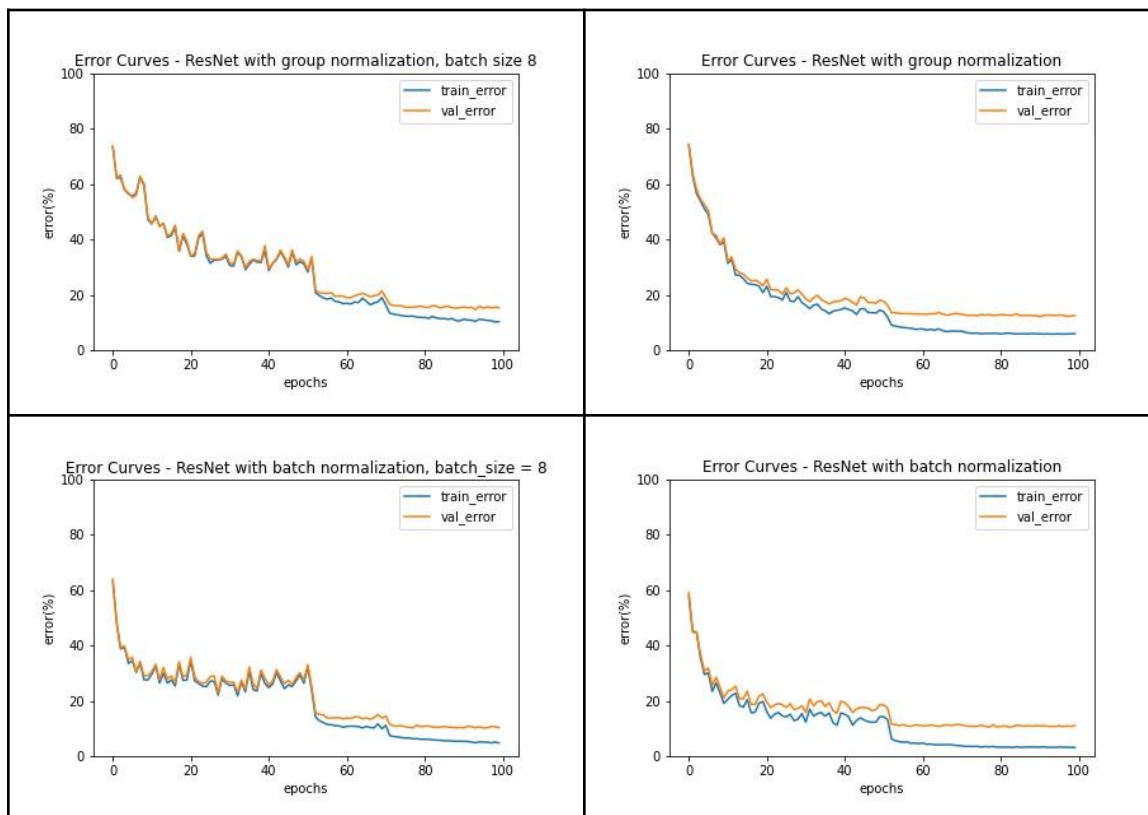 Error Curves - ResNet with group normalization, batch size 8
100
80
60
40
20
0
error(%)
train_error
val_error
0 20 40 60 80 100
epochs
Error Curves - ResNet with group normalization
100
80
60
40
20
0
error(%)
train_error
val_error
0 20 40 60 80 100
epochs
Error Curves - ResNet with batch normalization, batch_size = 8
100
80
60
40
20
0
error(%)
train_error
val_error
0 20 40 60 80 100
epochs
Error Curves - ResNet with batch normalization
100
80
60
40
20
0
error(%)
train_error
val_error
0 20 40 60 80 100
epochs